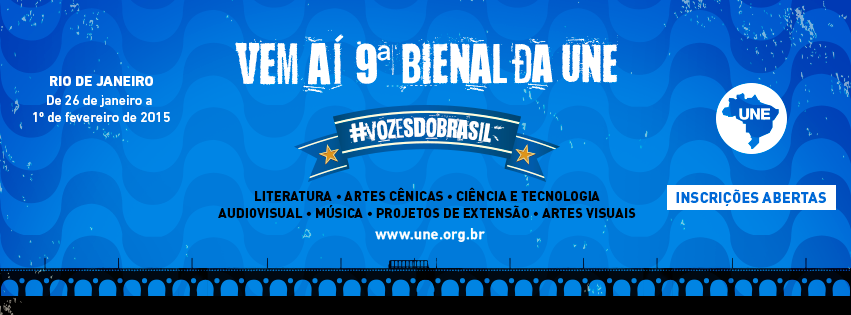 RIO DE JANEIRO
De 26 de janeiro a
1º de fevereiro de 2015
VEM AÍ 9ª BIENAL DA UNE
#VOZESDOBRASIL
LITERATURA • ARTES CÊNICAS • CIÊNCIA E TECNOLOGIA
AUDIOVISUAL • MÚSICA • PROJETOS DE EXTENSÃO • ARTES VISUAIS
www.une.org.br
UNE
INSCRIÇÕES ABERTAS